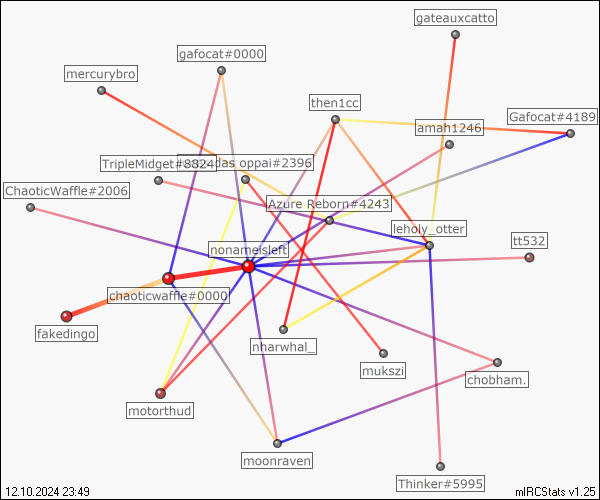 gateauxcatto
gafocat#0000
mercurybro
then1cc
Gafocat#4189
amah1246
TripleMidget#8824
das oppai#2396
ChaoticWaffle#2006
Azure Reborn#4243
leholy_otter
nonameisleft
tt532
chaoticwaffle#0000
fakedingo
nharwhal_
mukszi
chobham.
motorthud
moonraven
Thinker#5995
12.10.2024 23:49
mIRCStats v1.25